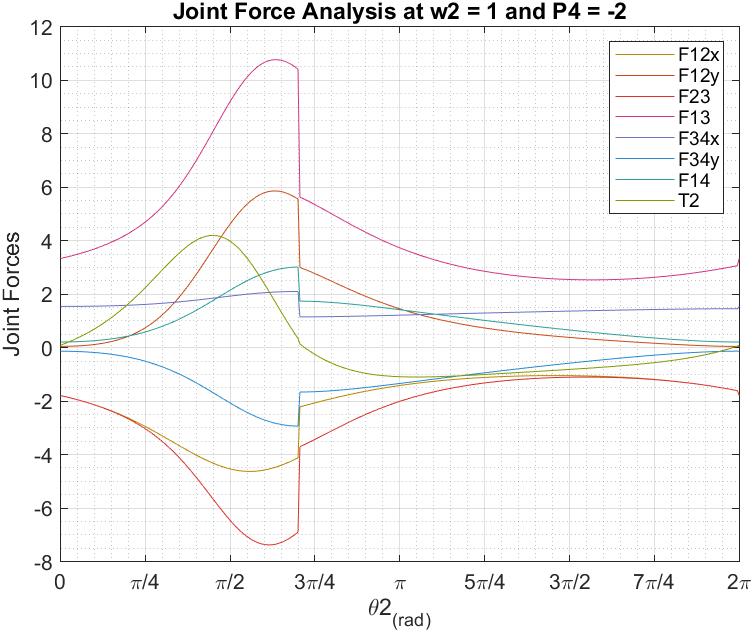 Joint Force Analysis at w2 = 1 and P4 = -2
12
10
8
6
4
2
0
-2
-4
-6
-8
Joint Forces
F12x
F12y
F23
F13
F34x
F34y
F14
T2
0
π/4
π/2
3π/4
π
5π/4
3π/2
7π/4
2π
θ2(rad)